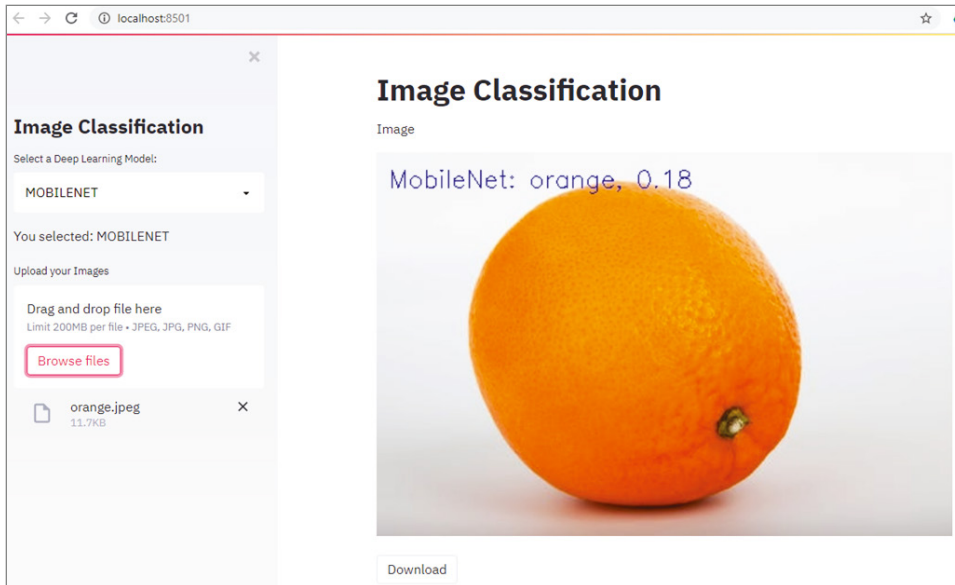 localhost:8501
Image Classification
Select a Deep Learning Model:
MOBILENET
You selected: MOBILENET
Upload your Images
Drag and drop file here
Limit 200MB per file • JPEG, JPG, PNG, GIF
Browse files
orange.jpeg
11.7KB
Image Classification
Image
MobileNet: orange, 0.18
Download